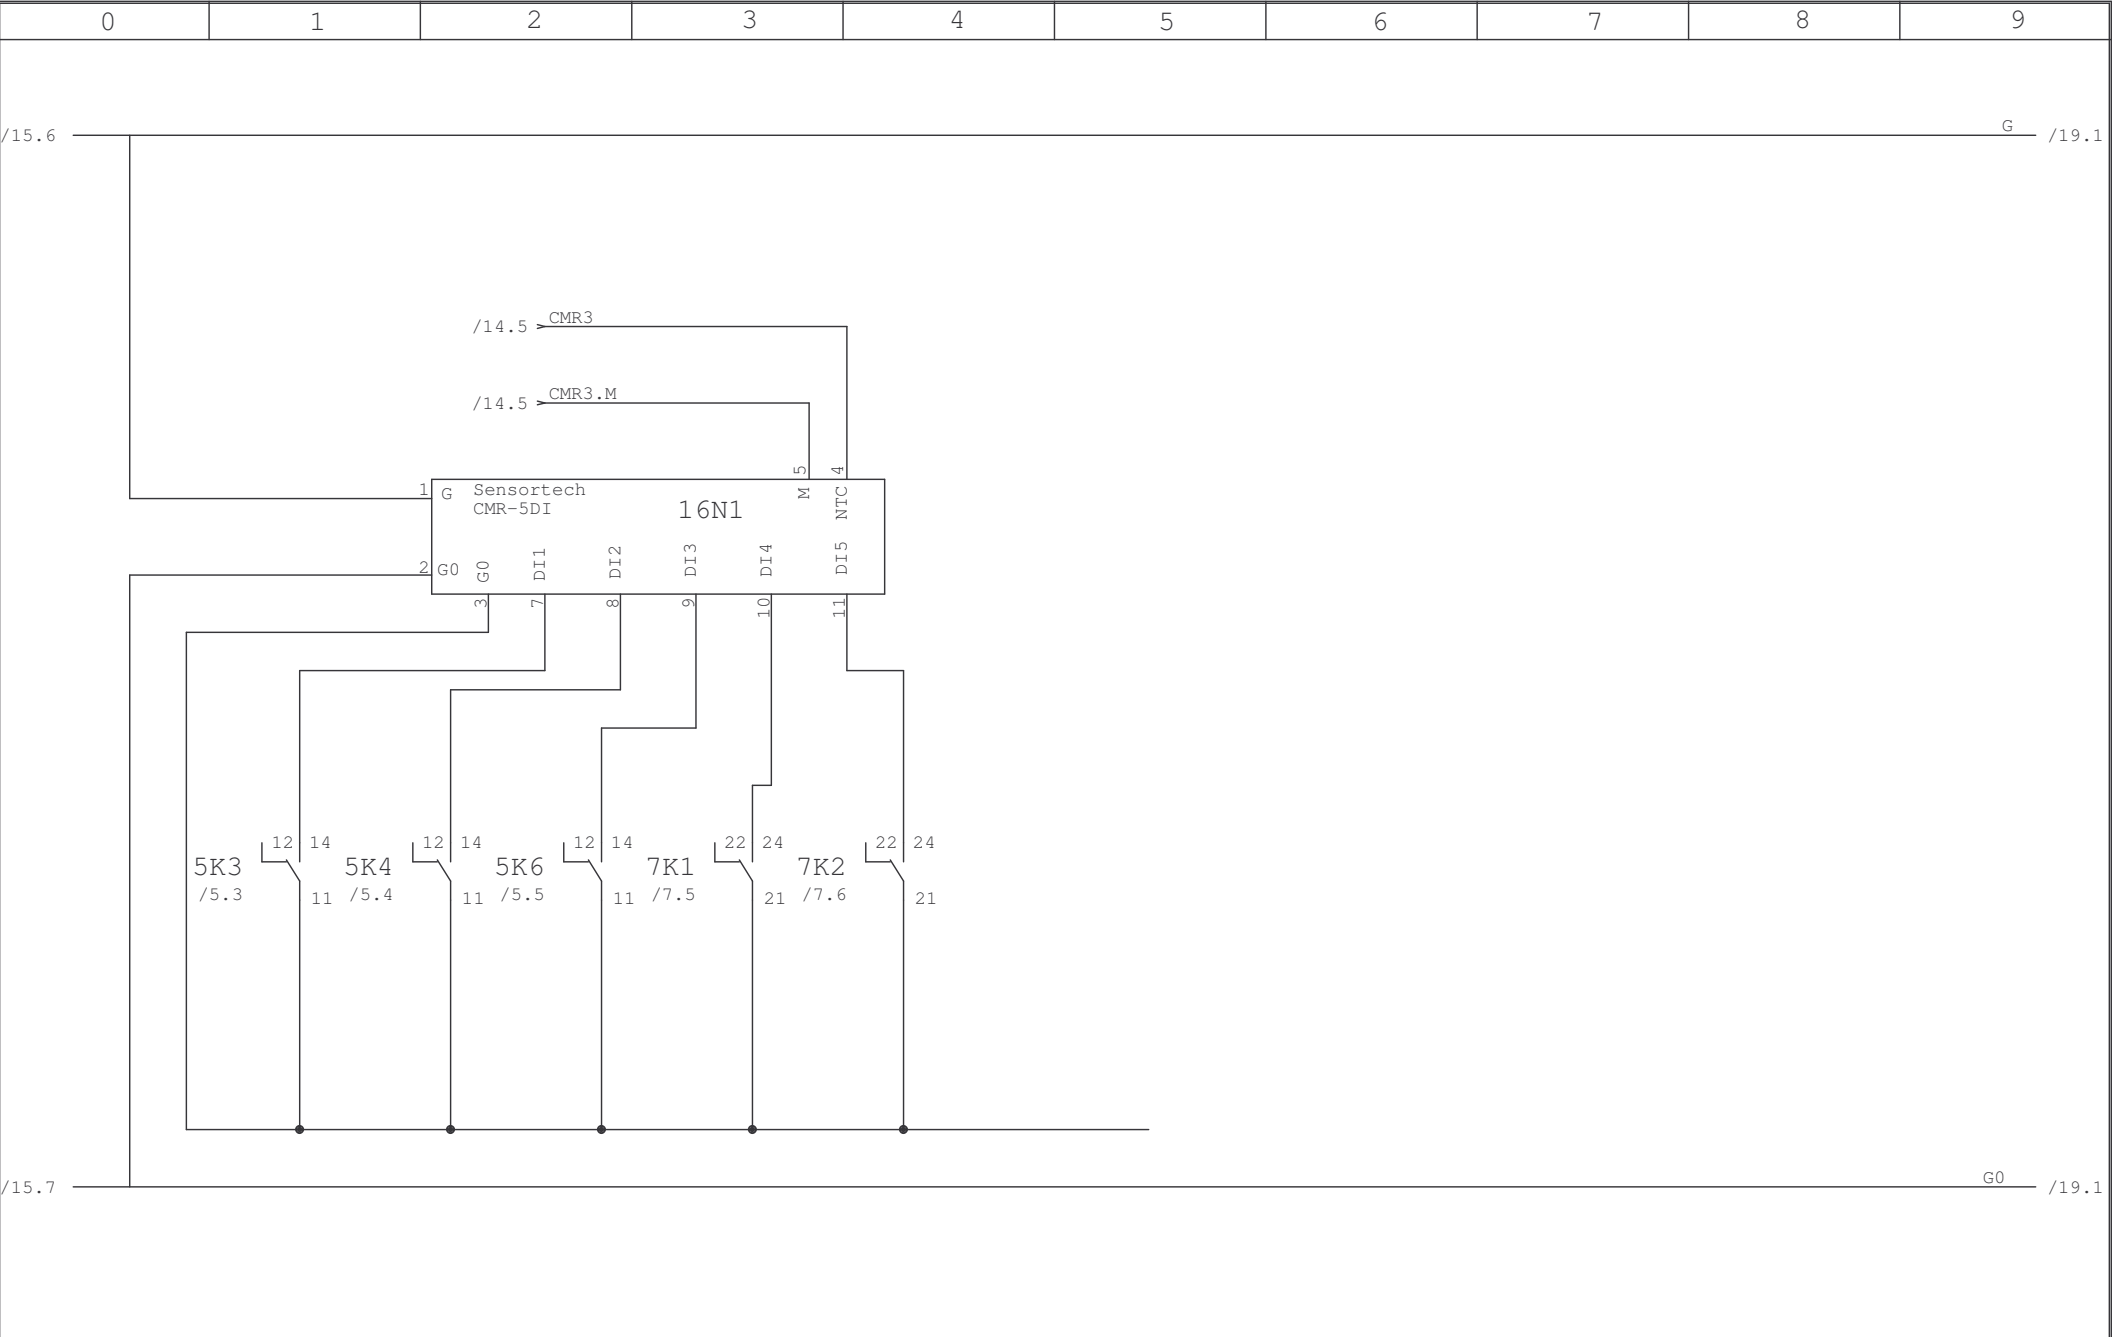 0 1 2 3 4 5 6 7 8 9
/15.6 G /19.1
/14.5 CMR3
/14.5 CMR3.M
5 4
1 G Sensortech M NTC
CMR-5DI 16N1
2 G0 G0 DI1 DI2 DI3 DI4 DI5
3 7 8 9 10 11
12 14 12 14 12 14 22 24 22 24
5K3 5K4 5K6 7K1 7K2
/5.3 11 /5.4 11 /5.5 11 /7.5 21 /7.6 21
/15.7 G0 /19.1